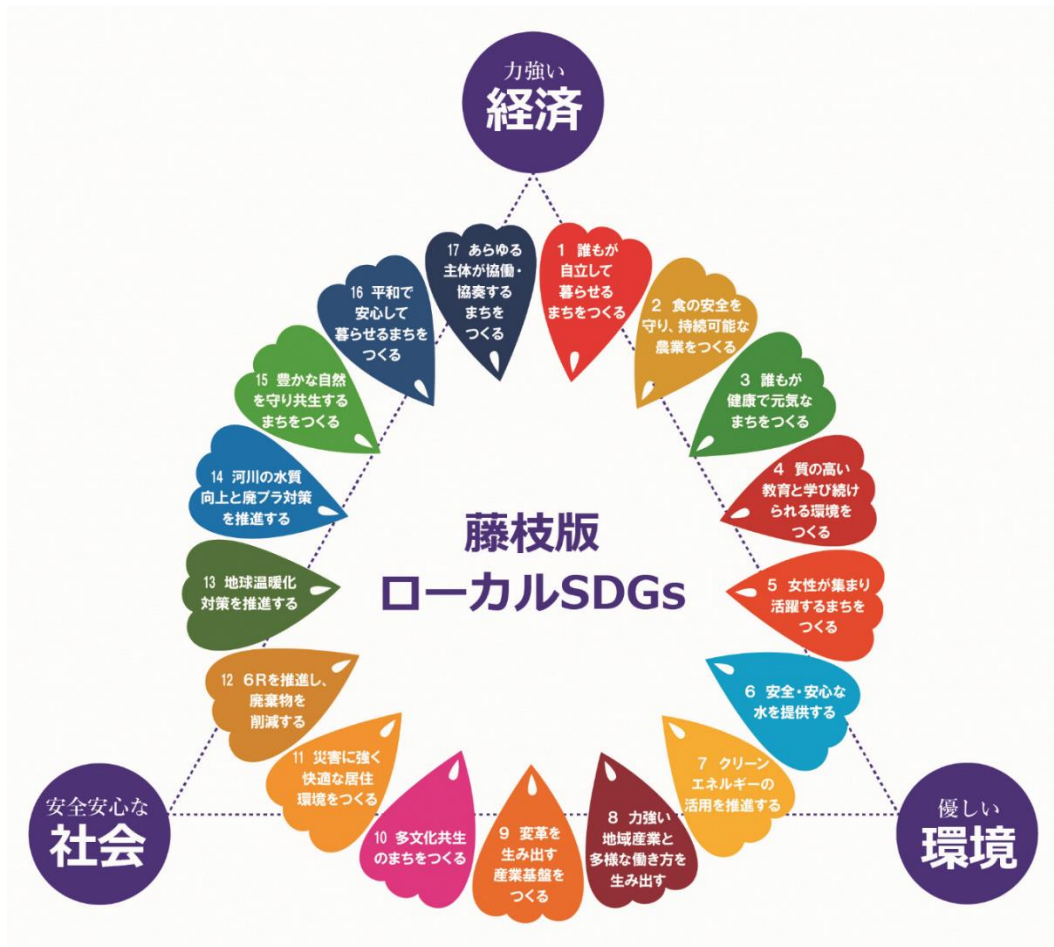 力強い
経済
1 誰もが
自立して
暮らせる
まちをつくる
2 食の安全を
守り、持続可能な
農業をつくる
3 誰もが
健康で元気な
まちをつくる
4 質の高い
教育と学び続け
られる環境を
つくる
5 女性が集まり
活躍するまちを
つくる
6 安全・安心な
水を提供する
7 クリーン
エネルギーの
活用を推進する
8 力強い
地域産業と
多様な働き方を
生み出す
9 変革を
生み出す
産業基盤を
つくる
10 多文化共生
のまちをつくる
11 災害に強く
快適な居住
環境をつくる
12 6Rを推進し、
廃棄物を
削減する
13 地球温暖化
対策を推進する
14 河川の水質
向上と廃プラ対策
を推進する
15 豊かな自然
を守り共生する
まちをつくる
16 平和で
安心して
暮らせるまちを
つくる
17 あらゆる
主体が協働・
協奏する
まちを
つくる
藤枝版
ローカルSDGs
安全安心な
社会
優しい
環境